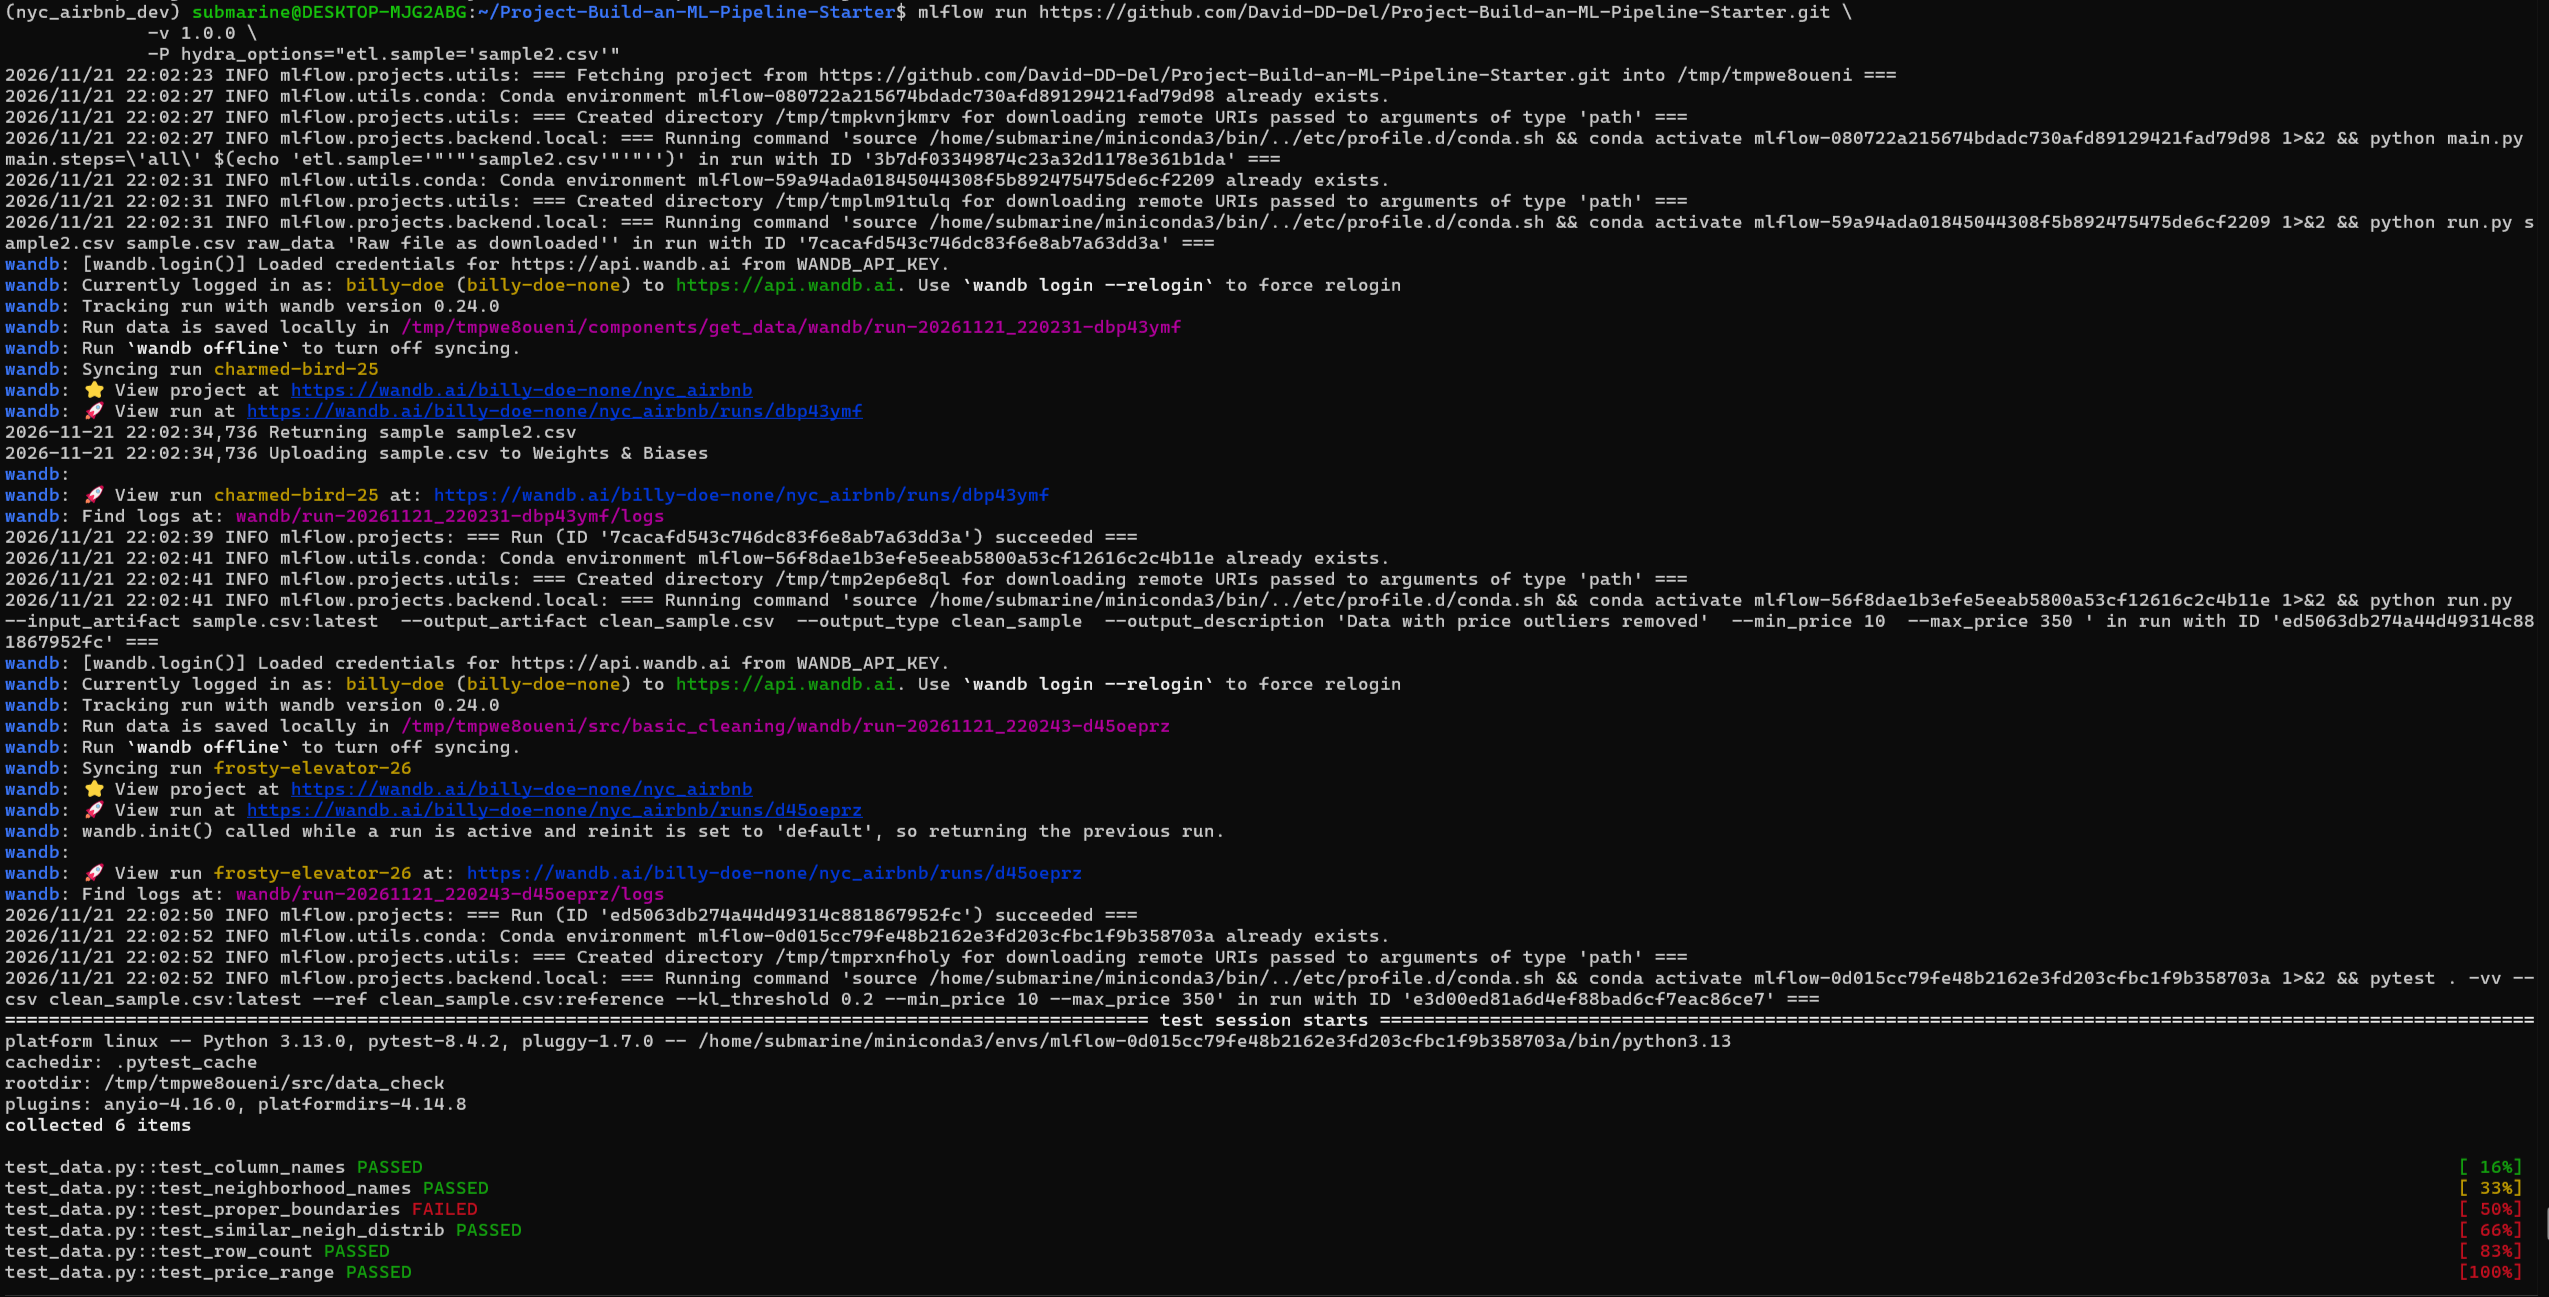 (nyc_airbnb_dev) submarine@DESKTOP-MJG2ABG:~/Project-Build-an-ML-Pipeline-Starter$ mlflow run https://github.com/David-DD-Del/Project-Build-an-ML-Pipeline-Starter.git \
-v 1.0.0 \
-P hydra_options="etl.sample='sample2.csv'"
2026/11/21 22:02:23 INFO mlflow.projects.utils: === Fetching project from https://github.com/David-DD-Del/Project-Build-an-ML-Pipeline-Starter.git into /tmp/tmpwe8oueni ===
2026/11/21 22:02:27 INFO mlflow.utils.conda: Conda environment mlflow-080722a215674bdadc730afd89129421fad79d98 already exists.
2026/11/21 22:02:27 INFO mlflow.projects.utils: === Created directory /tmp/tmpkvnjkmrv for downloading remote URIs passed to arguments of type 'path' ===
2026/11/21 22:02:27 INFO mlflow.projects.backend.local: === Running command 'source /home/submarine/miniconda3/bin/../etc/profile.d/conda.sh && conda activate mlflow-080722a215674bdadc730afd89129421fad79d98 1>&2 && python main.py
main.steps=\'all\' $(echo 'etl.sample='"'"'sample2.csv'"'"'')' in run with ID '3b7df03349874c23a32d1178e361b1da' ===
2026/11/21 22:02:31 INFO mlflow.utils.conda: Conda environment mlflow-59a94ada01845044308f5b892475475de6cf2209 already exists.
2026/11/21 22:02:31 INFO mlflow.projects.utils: === Created directory /tmp/tmplm91tulq for downloading remote URIs passed to arguments of type 'path' ===
2026/11/21 22:02:31 INFO mlflow.projects.backend.local: === Running command 'source /home/submarine/miniconda3/bin/../etc/profile.d/conda.sh && conda activate mlflow-59a94ada01845044308f5b892475475de6cf2209 1>&2 && python run.py s
ample2.csv sample.csv raw_data 'Raw file as downloaded'' in run with ID '7cacafd543c746dc83f6e8ab7a63dd3a' ===
wandb: [wandb.login()] Loaded credentials for https://api.wandb.ai from WANDB_API_KEY.
wandb: Currently logged in as: billy-doe (billy-doe-none) to https://api.wandb.ai. Use `wandb login --relogin` to force relogin
wandb: Tracking run with wandb version 0.24.0
wandb: Run data is saved locally in /tmp/tmpwe8oueni/components/get_data/wandb/run-20261121_220231-dbp43ymf
wandb: Run `wandb offline` to turn off syncing.
wandb: Syncing run charmed-bird-25
wandb: ⭐ View project at https://wandb.ai/billy-doe-none/nyc_airbnb
wandb: 🚀 View run at https://wandb.ai/billy-doe-none/nyc_airbnb/runs/dbp43ymf
2026-11-21 22:02:34,736 Returning sample sample2.csv
2026-11-21 22:02:34,736 Uploading sample.csv to Weights & Biases
wandb:
wandb: 🚀 View run charmed-bird-25 at: https://wandb.ai/billy-doe-none/nyc_airbnb/runs/dbp43ymf
wandb: Find logs at: wandb/run-20261121_220231-dbp43ymf/logs
2026/11/21 22:02:39 INFO mlflow.projects: === Run (ID '7cacafd543c746dc83f6e8ab7a63dd3a') succeeded ===
2026/11/21 22:02:41 INFO mlflow.utils.conda: Conda environment mlflow-56f8dae1b3efe5eeab5800a53cf12616c2c4b11e already exists.
2026/11/21 22:02:41 INFO mlflow.projects.utils: === Created directory /tmp/tmp2ep6e8ql for downloading remote URIs passed to arguments of type 'path' ===
2026/11/21 22:02:41 INFO mlflow.projects.backend.local: === Running command 'source /home/submarine/miniconda3/bin/../etc/profile.d/conda.sh && conda activate mlflow-56f8dae1b3efe5eeab5800a53cf12616c2c4b11e 1>&2 && python run.py
--input_artifact sample.csv:latest  --output_artifact clean_sample.csv  --output_type clean_sample  --output_description 'Data with price outliers removed'  --min_price 10  --max_price 350 ' in run with ID 'ed5063db274a44d49314c88
1867952fc' ===
wandb: [wandb.login()] Loaded credentials for https://api.wandb.ai from WANDB_API_KEY.
wandb: Currently logged in as: billy-doe (billy-doe-none) to https://api.wandb.ai. Use `wandb login --relogin` to force relogin
wandb: Tracking run with wandb version 0.24.0
wandb: Run data is saved locally in /tmp/tmpwe8oueni/src/basic_cleaning/wandb/run-20261121_220243-d45oeprz
wandb: Run `wandb offline` to turn off syncing.
wandb: Syncing run frosty-elevator-26
wandb: ⭐ View project at https://wandb.ai/billy-doe-none/nyc_airbnb
wandb: 🚀 View run at https://wandb.ai/billy-doe-none/nyc_airbnb/runs/d45oeprz
wandb: wandb.init() called while a run is active and reinit is set to 'default', so returning the previous run.
wandb:
wandb: 🚀 View run frosty-elevator-26 at: https://wandb.ai/billy-doe-none/nyc_airbnb/runs/d45oeprz
wandb: Find logs at: wandb/run-20261121_220243-d45oeprz/logs
2026/11/21 22:02:50 INFO mlflow.projects: === Run (ID 'ed5063db274a44d49314c881867952fc') succeeded ===
2026/11/21 22:02:52 INFO mlflow.utils.conda: Conda environment mlflow-0d015cc79fe48b2162e3fd203cfbc1f9b358703a already exists.
2026/11/21 22:02:52 INFO mlflow.projects.utils: === Created directory /tmp/tmprxnfholy for downloading remote URIs passed to arguments of type 'path' ===
2026/11/21 22:02:52 INFO mlflow.projects.backend.local: === Running command 'source /home/submarine/miniconda3/bin/../etc/profile.d/conda.sh && conda activate mlflow-0d015cc79fe48b2162e3fd203cfbc1f9b358703a 1>&2 && pytest . -vv --
csv clean_sample.csv:latest --ref clean_sample.csv:reference --kl_threshold 0.2 --min_price 10 --max_price 350' in run with ID 'e3d00ed81a6d4ef88bad6cf7eac86ce7' ===
======== test session starts ========
platform linux -- Python 3.13.0, pytest-8.4.2, pluggy-1.7.0 -- /home/submarine/miniconda3/envs/mlflow-0d015cc79fe48b2162e3fd203cfbc1f9b358703a/bin/python3.13
cachedir: .pytest_cache
rootdir: /tmp/tmpwe8oueni/src/data_check
plugins: anyio-4.16.0, platformdirs-4.14.8
collected 6 items
test_data.py::test_column_names PASSED [ 16%]
test_data.py::test_neighborhood_names PASSED [ 33%]
test_data.py::test_proper_boundaries FAILED [ 50%]
test_data.py::test_similar_neigh_distrib PASSED [ 66%]
test_data.py::test_row_count PASSED [ 83%]
test_data.py::test_price_range PASSED [100%]